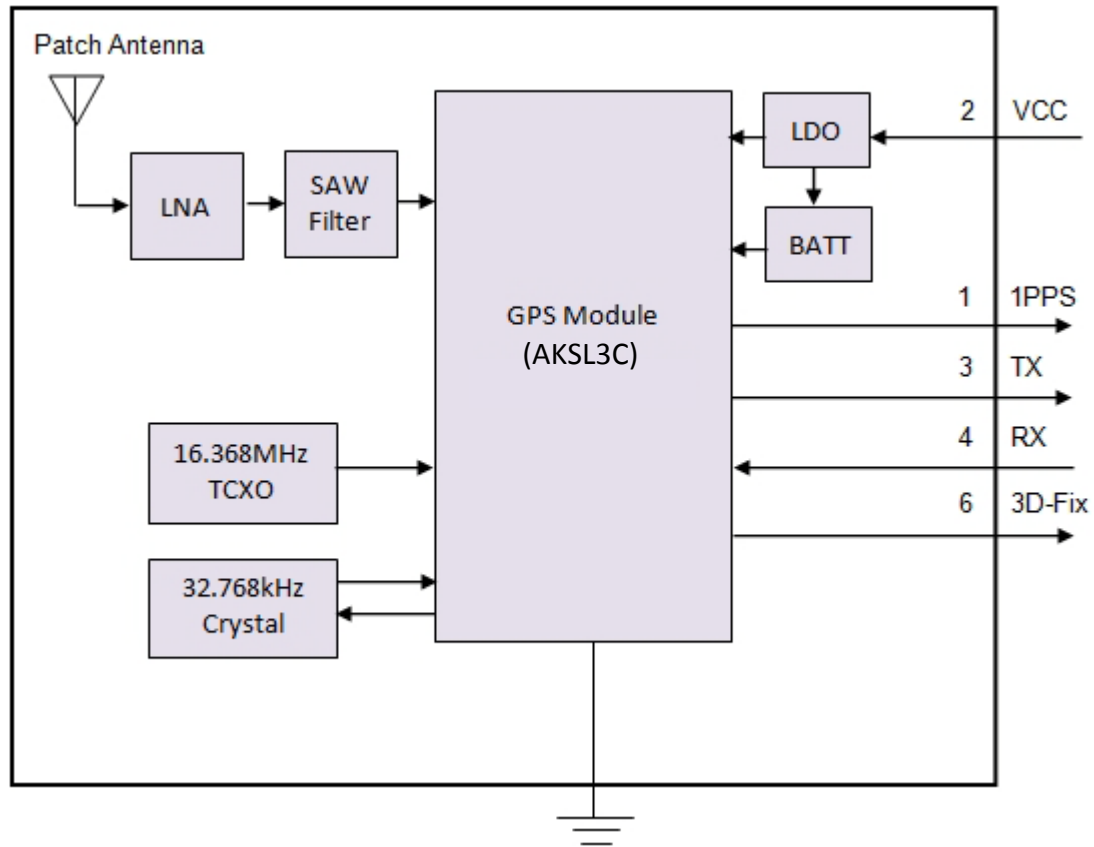 Patch Antenna
LNA
SAW
Filter
GPS Module
(AKSL3C)
16.368MHz
TCXO
32.768kHz
Crystal
LDO
BATT
2 VCC
1 1PPS
3 TX
4 RX
6 3D-Fix